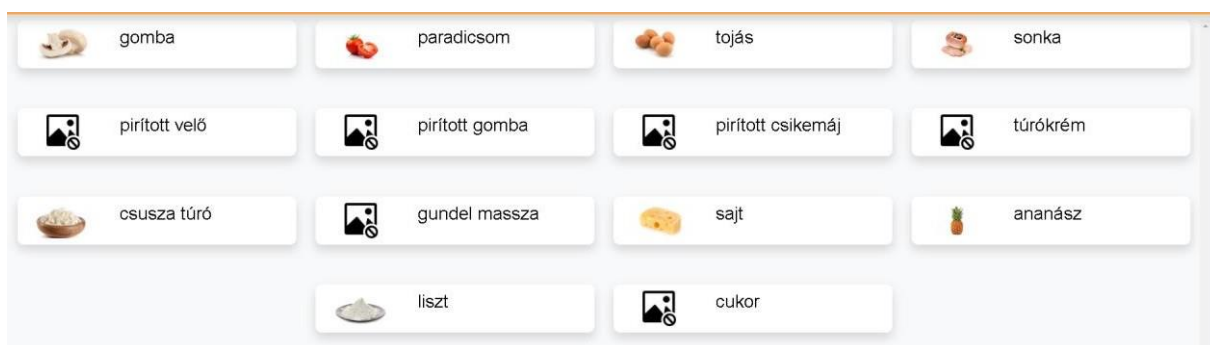 gomba
paradicsom
tojás
sonka
pirított velő
pirított gomba
pirított csikemáj
túrókrém
csusza túró
gundel massza
sajt
ananász
liszt
cukor